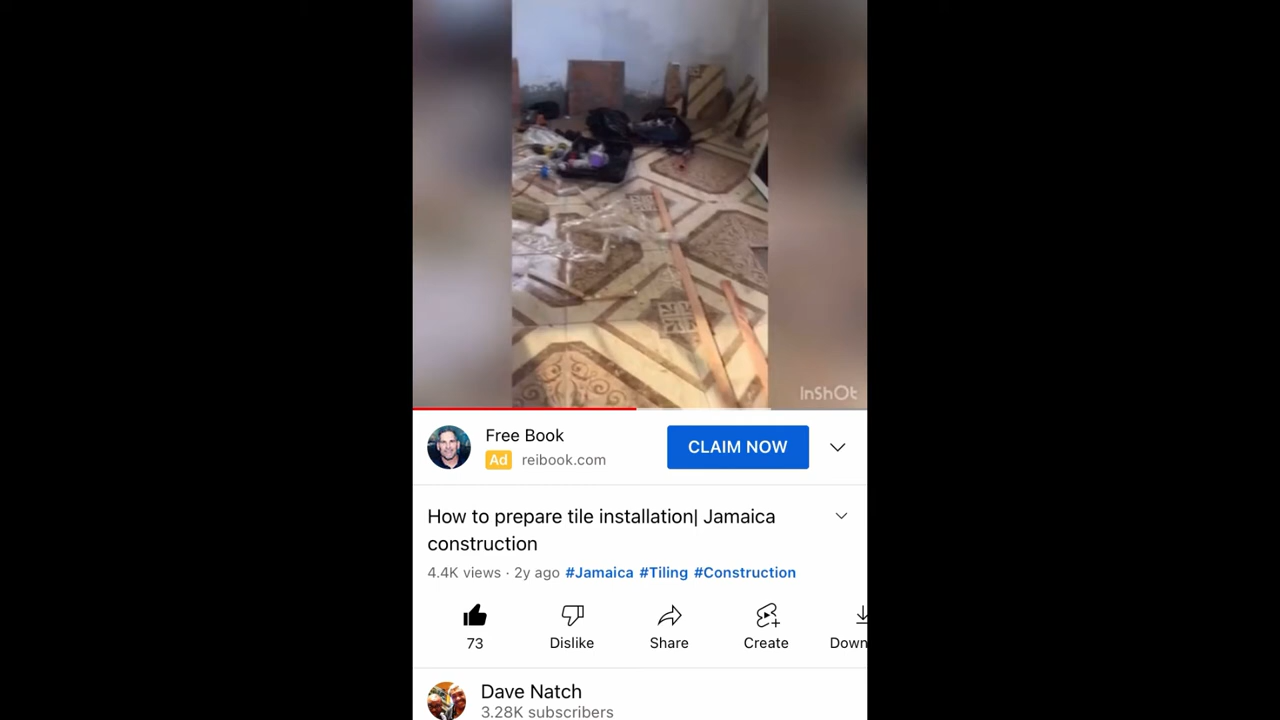 InShOt
Free Book
CLAIM NOW
Ad reibook.com
How to prepare tile installation| Jamaica
construction
4.4K views · 2y ago #Jamaica #Tiling #Construction
73 Dislike Share Create Down
Dave Natch
3.28K subscribers